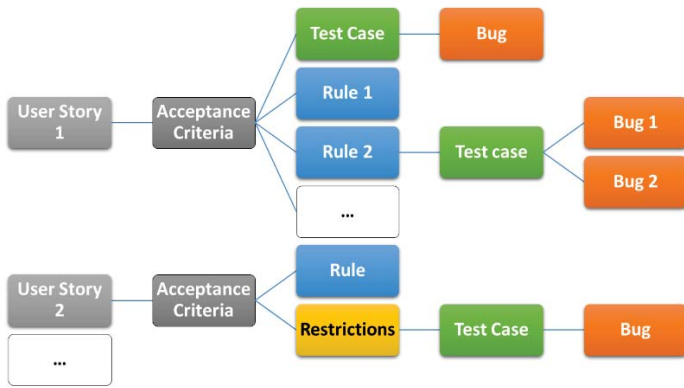 Test Case
Bug
Rule 1
User Story
1
Acceptance
Criteria
Rule 2
Test case
Bug 1
Bug 2
...
User Story
2
Acceptance
Criteria
Rule
Restrictions
Test Case
Bug
...